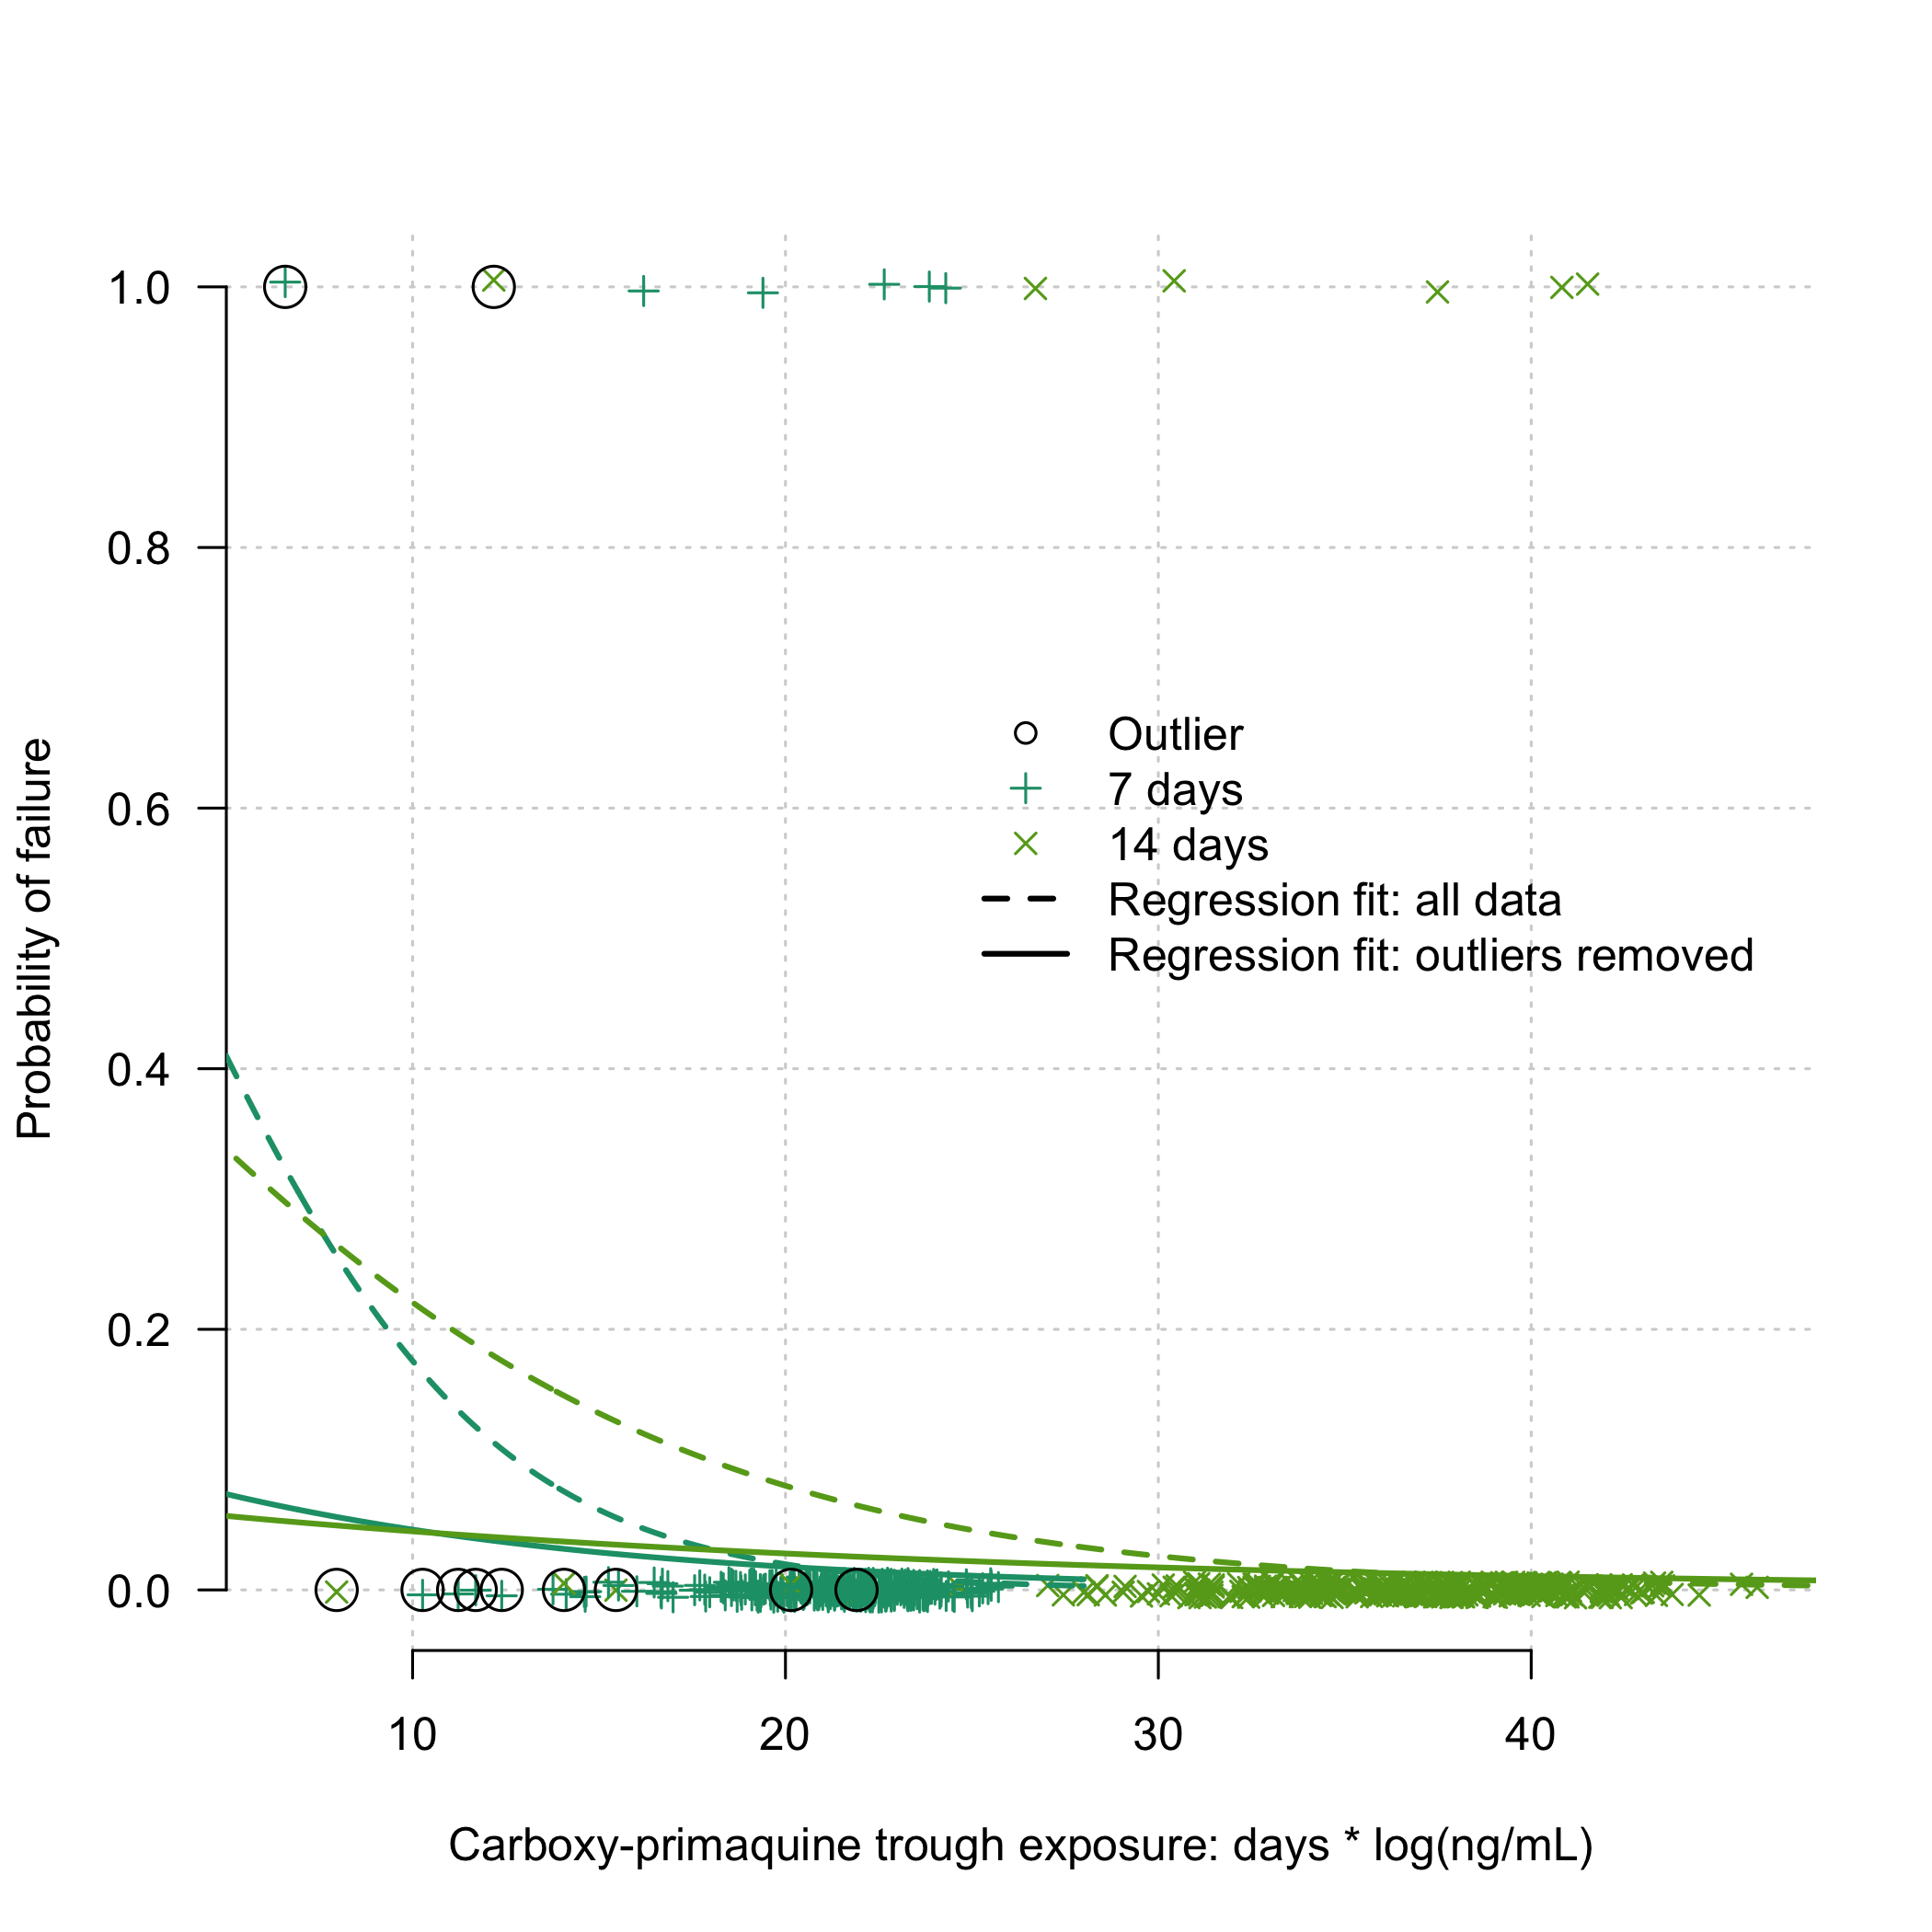 1.0
0.8
0.6
0.4
0.2
0.0
Probability of failure
Outlier
7 days
14 days
Regression fit: all data
Regression fit: outliers removed
10 20 30 40
Carboxy-primaquine trough exposure: days * log(ng/mL)